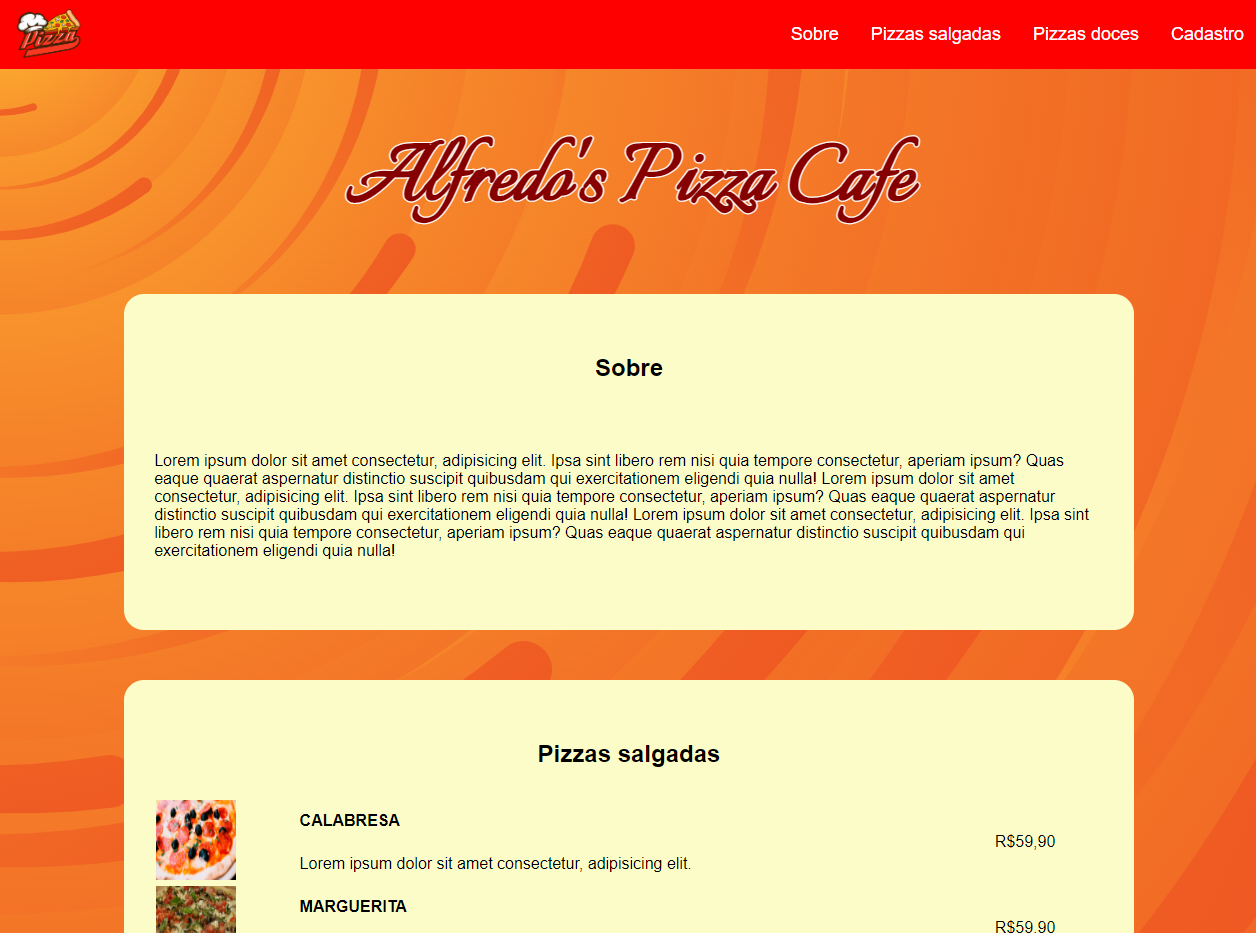 Pizza
Sobre
Pizzas salgadas
Pizzas doces
Cadastro
Alfredo's Pizza Cafe
Sobre
Lorem ipsum dolor sit amet consectetur, adipisicing elit. Ipsa sint libero rem nisi quia tempore consectetur, aperiam ipsum? Quas
eaque quaerat aspernatur distinctio suscipit quibusdam qui exercitationem eligendi quia nulla! Lorem ipsum dolor sit amet
consectetur, adipisicing elit. Ipsa sint libero rem nisi quia tempore consectetur, aperiam ipsum? Quas eaque quaerat aspernatur
distinctio suscipit quibusdam qui exercitationem eligendi quia nulla! Lorem ipsum dolor sit amet consectetur, adipisicing elit. Ipsa sint
libero rem nisi quia tempore consectetur, aperiam ipsum? Quas eaque quaerat aspernatur distinctio suscipit quibusdam qui
exercitationem eligendi quia nulla!
Pizzas salgadas
CALABRESA
Lorem ipsum dolor sit amet consectetur, adipisicing elit.
R$59,90
MARGUERITA
R$59,90